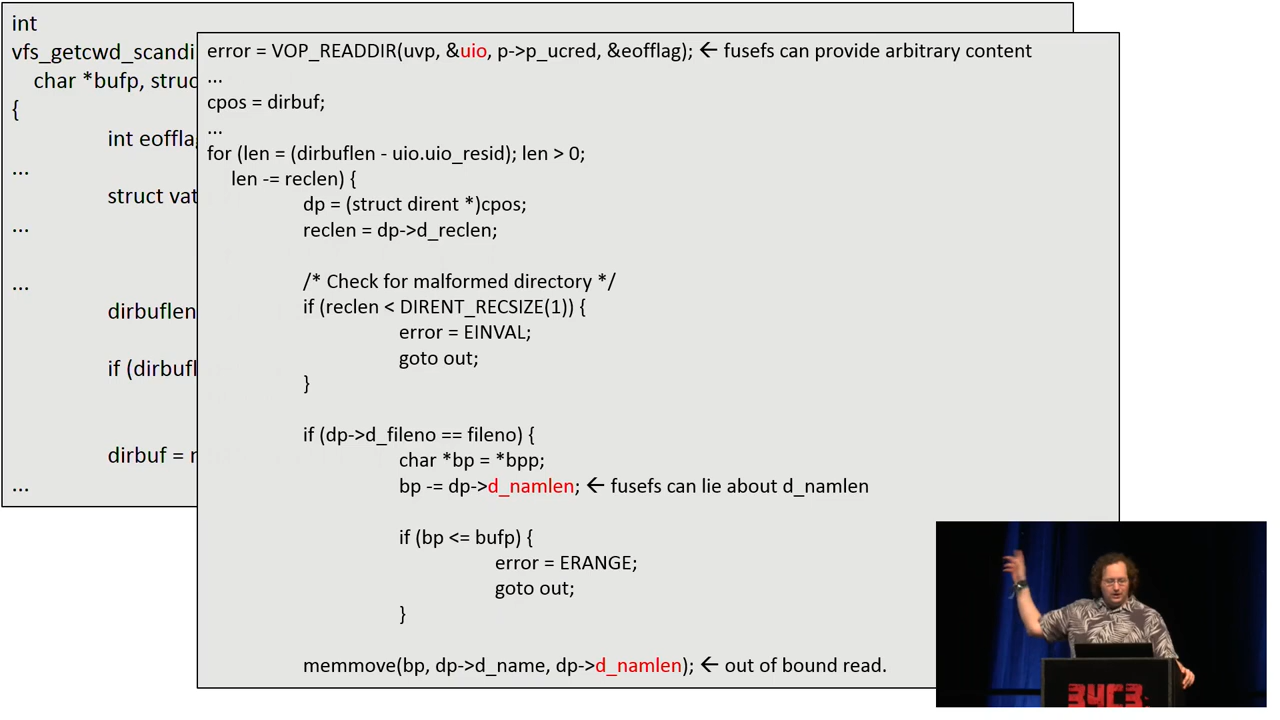 int
vfs_getcwd_scandi
char *bufp, struc
{
int eofflag
...
struct vat
...
...
dirbuflen
if (dirbufl
dirbuf =
...
error = VOP_READDIR(uvp, &uio, p->p_ucred, &eofflag); ← fusefs can provide arbitrary content
...
cpos = dirbuf;
...
for (len = (dirbuflen - uio.uio_resid); len > 0;
len -= reclen) {
dp = (struct dirent *)cpos;
reclen = dp->d_reclen;
/* Check for malformed directory */
if (reclen < DIRENT_RECSIZE(1)) {
error = EINVAL;
goto out;
}
if (dp->d_fileno == fileno) {
char *bp = *bpp;
bp -= dp->d_namlen; ← fusefs can lie about d_namlen
if (bp <= bufp) {
error = ERANGE;
goto out;
}
memmove(bp, dp->d_name, dp->d_namlen); ← out of bound read.
34C3